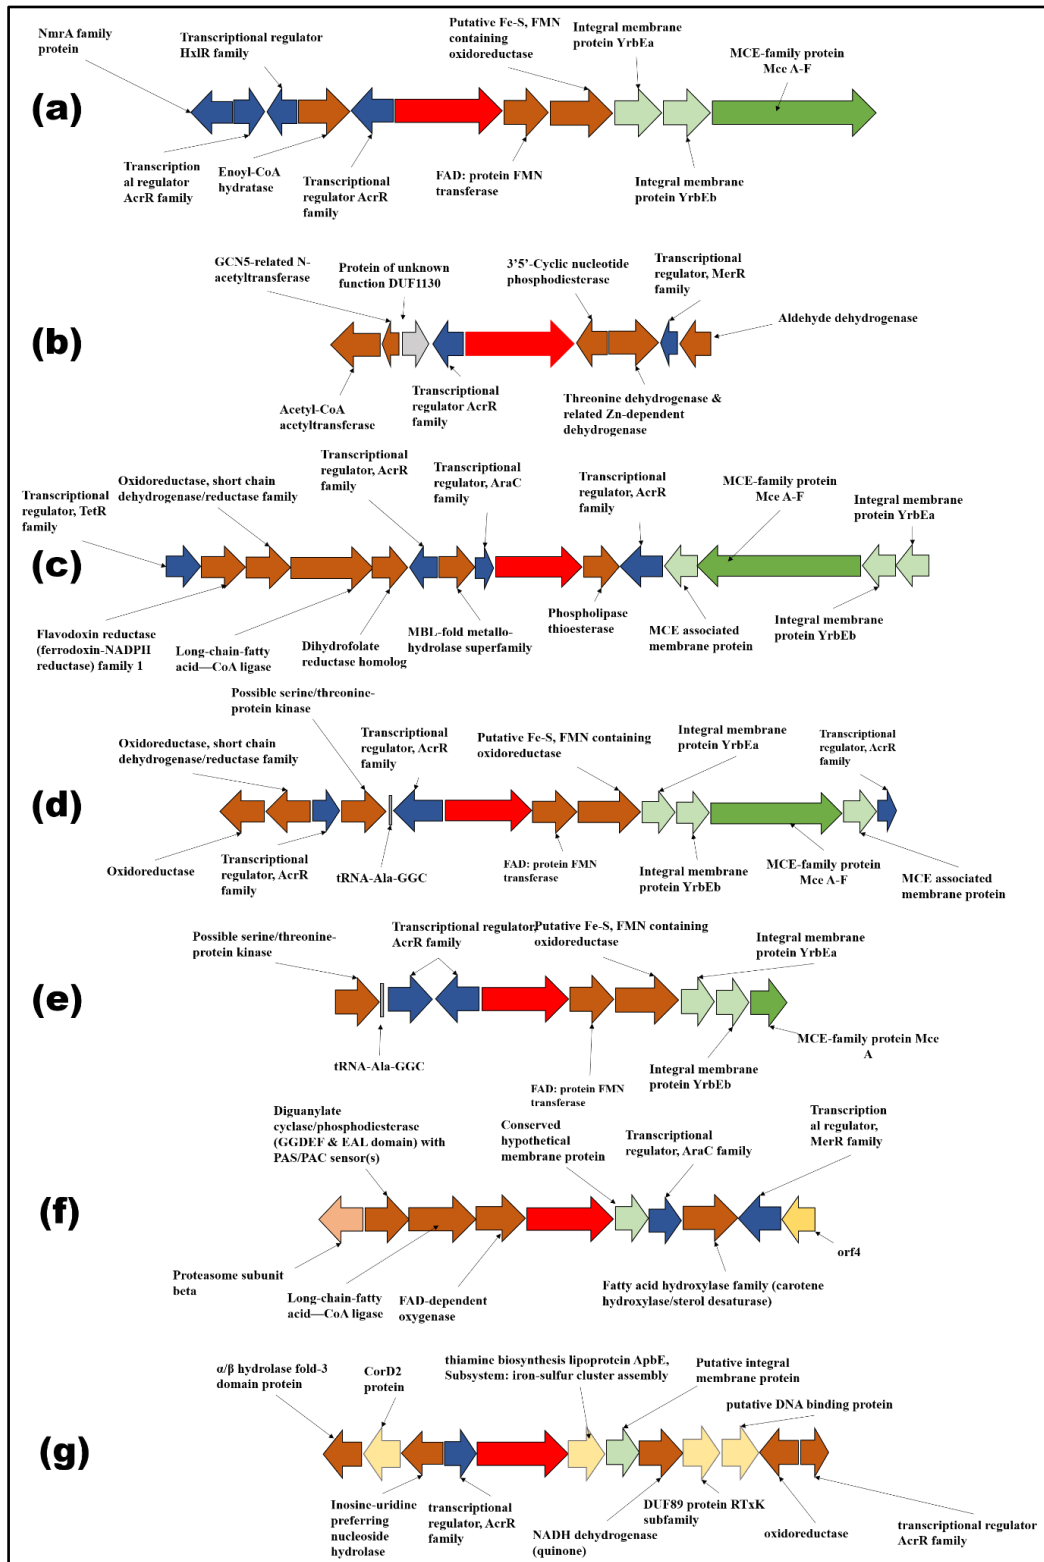 NmrA family
protein
Transcriptional regulator
HxlR family
Putative Fe-S, FMN
containing
oxidoreductase
Integral membrane
protein YrbEa
MCE-family protein
Mce A-F
(a)
Transcription
al regulator
AcrR family
Enoyl-CoA
hydratase
Transcriptional
regulator AcrR
family
FAD: protein FMN
transferase
Integral membrane
protein YrbEb
GCN5-related N-
acetyltransferase
Protein of unknown
function DUF1130
3’5’-Cyclic nucleotide
phosphodiesterase
Transcriptional
regulator, MerR
family
Aldehyde dehydrogenase
(b)
Acetyl-CoA
acetyltransferase
Transcriptional
regulator AcrR
family
Threonine dehydrogenase &
related Zn-dependent
dehydrogenase
Transcriptional
regulator, TetR
family
Oxidoreductase, short chain
dehydrogenase/reductase family
Transcriptional
regulator, AcrR
family
Transcriptional
regulator, AraC
family
Transcriptional
regulator, AcrR
family
MCE-family protein
Mce A-F
Integral membrane
protein YrbEa
(c)
Flavodoxin reductase
(ferrodoxin-NADPII
reductase) family 1
Long-chain-fatty
acid—CoA ligase
Dihydrofolate
reductase homolog
MBL-fold metallo-
hydrolase superfamily
Phospholipase
thioesterase
MCE associated
membrane protein
Integral membrane
protein YrbEb
Possible serine/threonine-
protein kinase
Oxidoreductase, short chain
dehydrogenase/reductase family
Transcriptional
regulator, AcrR
family
Putative Fe-S, FMN containing
oxidoreductase
Integral membrane
protein YrbEa
Transcriptional
regulator, AcrR
family
(d)
Oxidoreductase
Transcriptional
regulator, AcrR
family
tRNA-Ala-GGC
FAD: protein FMN
transferase
Integral membrane
protein YrbEb
MCE-family protein
Mce A-F
MCE associated
membrane protein
Possible serine/threonine-
protein kinase
Transcriptional regulator,
AcrR family
Putative Fe-S, FMN containing
oxidoreductase
Integral membrane
protein YrbEa
(e)
tRNA-Ala-GGC
FAD: protein FMN
transferase
Integral membrane
protein YrbEb
MCE-family protein Mce
A
Diguanylate
cyclase/phosphodiesterase
(GGDEF & EAL domain) with
PAS/PAC sensor(s)
Conserved
hypothetical
membrane protein
Transcriptional
regulator, AraC family
Transcription
al regulator,
MerR family
(f)
Proteasome subunit
beta
Long-chain-fatty
acid—CoA ligase
FAD-dependent
oxygenase
Fatty acid hydroxylase family (carotene
hydroxylase/sterol desaturase)
orf4
α/β hydrolase fold-3
domain protein
CorD2
protein
thiamine biosynthesis lipoprotein ApbE,
Subsystem: iron-sulfur cluster assembly
Putative integral
membrane protein
putative DNA binding protein
(g)
Inosine-uridine
preferring
nucleoside
hydrolase
transcriptional
regulator, AcrR
family
NADH dehydrogenase
(quinone)
DUF89 protein RTxK
subfamily
oxidoreductase
transcriptional regulator
AcrR family